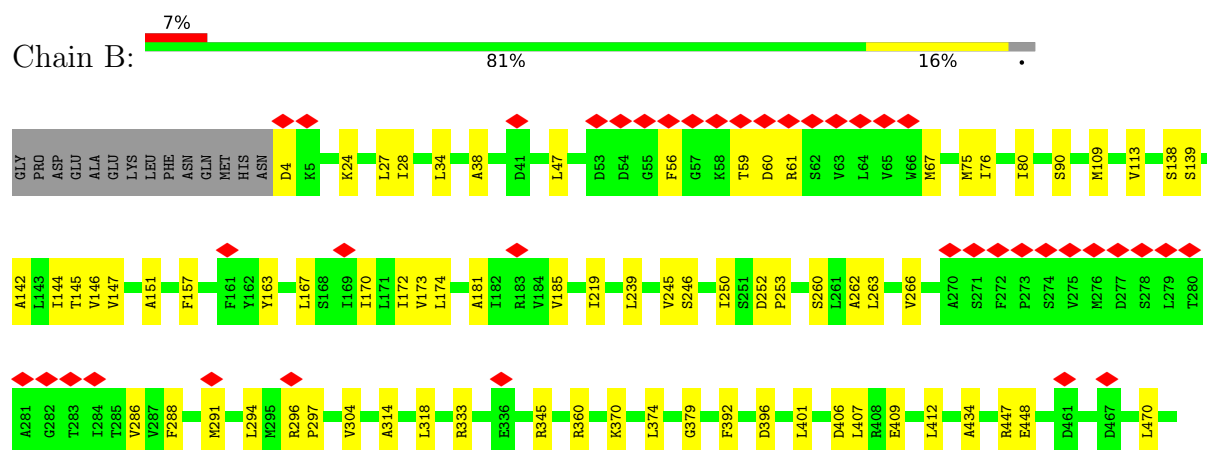 7%
Chain B:
81% 16% •
GLY PRO ASP GLU ALA GLU LYS LEU PHE ASN GLN MET HIS ASN D4 K5 K24 L27 I28 L34 A38 D41 L47 D53 D54 G55 F56 G57 K58 T59 D60 R61 S62 V63 L64 V65 W66 M67 M75 I76 I80 S90 M109 V113 S138 S139
A142 L143 I144 T145 V146 V147 A151 F157 F161 Y162 Y163 L167 S168 I169 I170 L171 I172 V173 L174 A181 I182 R183 V184 V185 I219 L239 V245 S246 I250 S251 D252 P253 S260 L261 A262 L263 V266 A270 S271 F272 P273 S274 V275 M276 D277 S278 L279 T280
A281 G282 T283 I284 T285 V286 V287 F288 M291 L294 M295 R296 P297 V304 A314 L318 R333 E336 R345 R360 K370 L374 G379 F392 D396 L401 D406 L407 R408 E409 L412 A434 R447 E448 D461 D467 L470